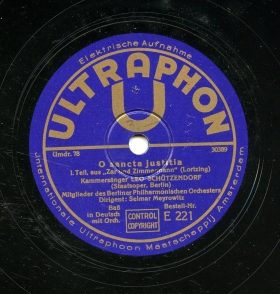 Elektrische Aufnahme
ULTRAPHON
U
Umdr. 78
30389
O sancta justitia
I. Teil, aus „Zar und Zimmermann" (Lortzing)
Kammersänger LEO SCHÜTZENDORF
(Staatsoper, Berlin)
Mitglieder des Berliner Philharmonischen Orchesters
Dirigent: Selmar Meyrowitz
Baß
in Deutsch
mit Orch.
CONTROL
COPYRIGHT
Bestell-Nr.
E 221
Internationale Ultraphoon Maatschappij Amsterdam